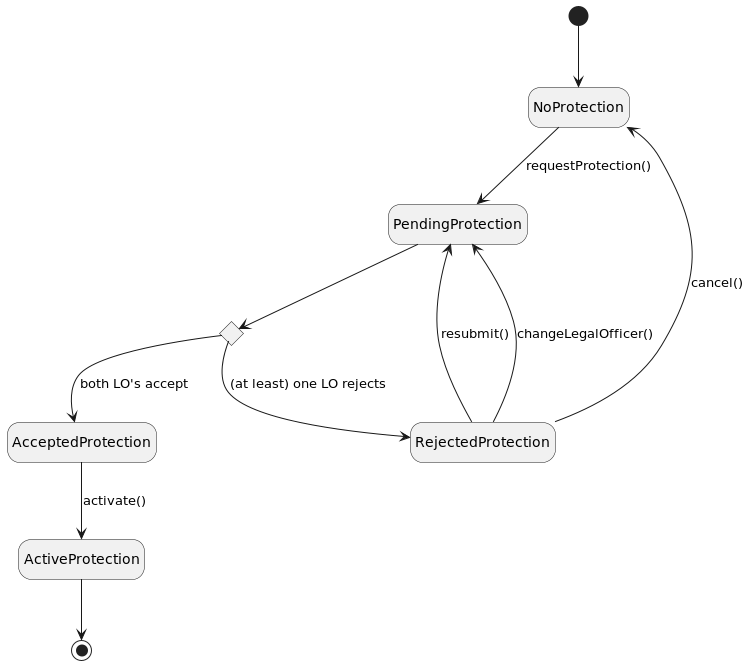 NoProtection
requestProtection()
PendingProtection
cancel()
resubmit()
changeLegalOfficer()
both LO's accept
(at least) one LO rejects
AcceptedProtection
RejectedProtection
activate()
ActiveProtection